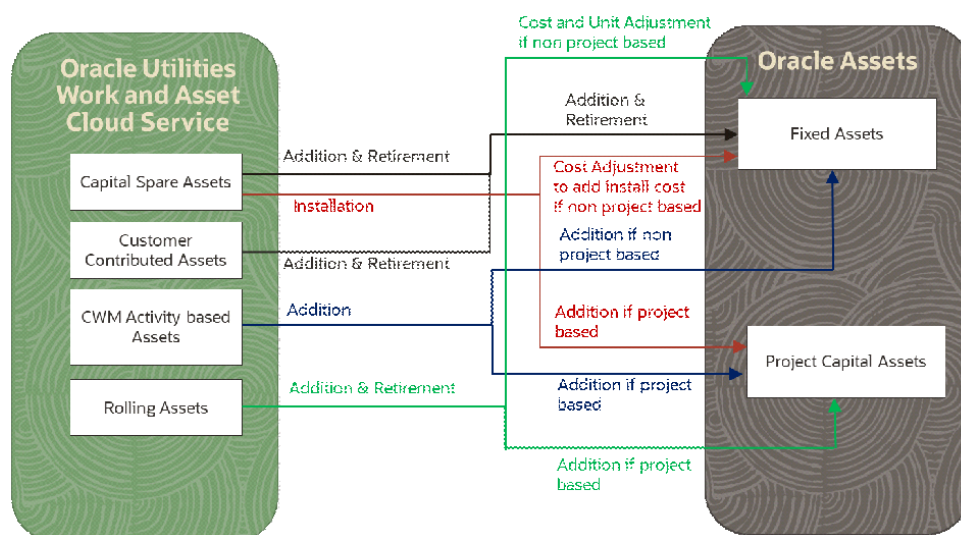 Oracle Utilities
Work and Asset
Cloud Service
Capital Spare Assets
Customer
Contributed Assets
CWM Activity based
Assets
Rolling Assets
Addition & Retirement
Installation
Addition & Retirement
Addition
Addition & Retirement
Cost and Unit Adjustment
if non project based
Addition &
Retirement
Cost Adjustment
to add install cost
if non project based
Addition if non
project based
Addition if project
based
Addition if project
based
Addition if project
based
Oracle Assets
Fixed Assets
Project Capital Assets